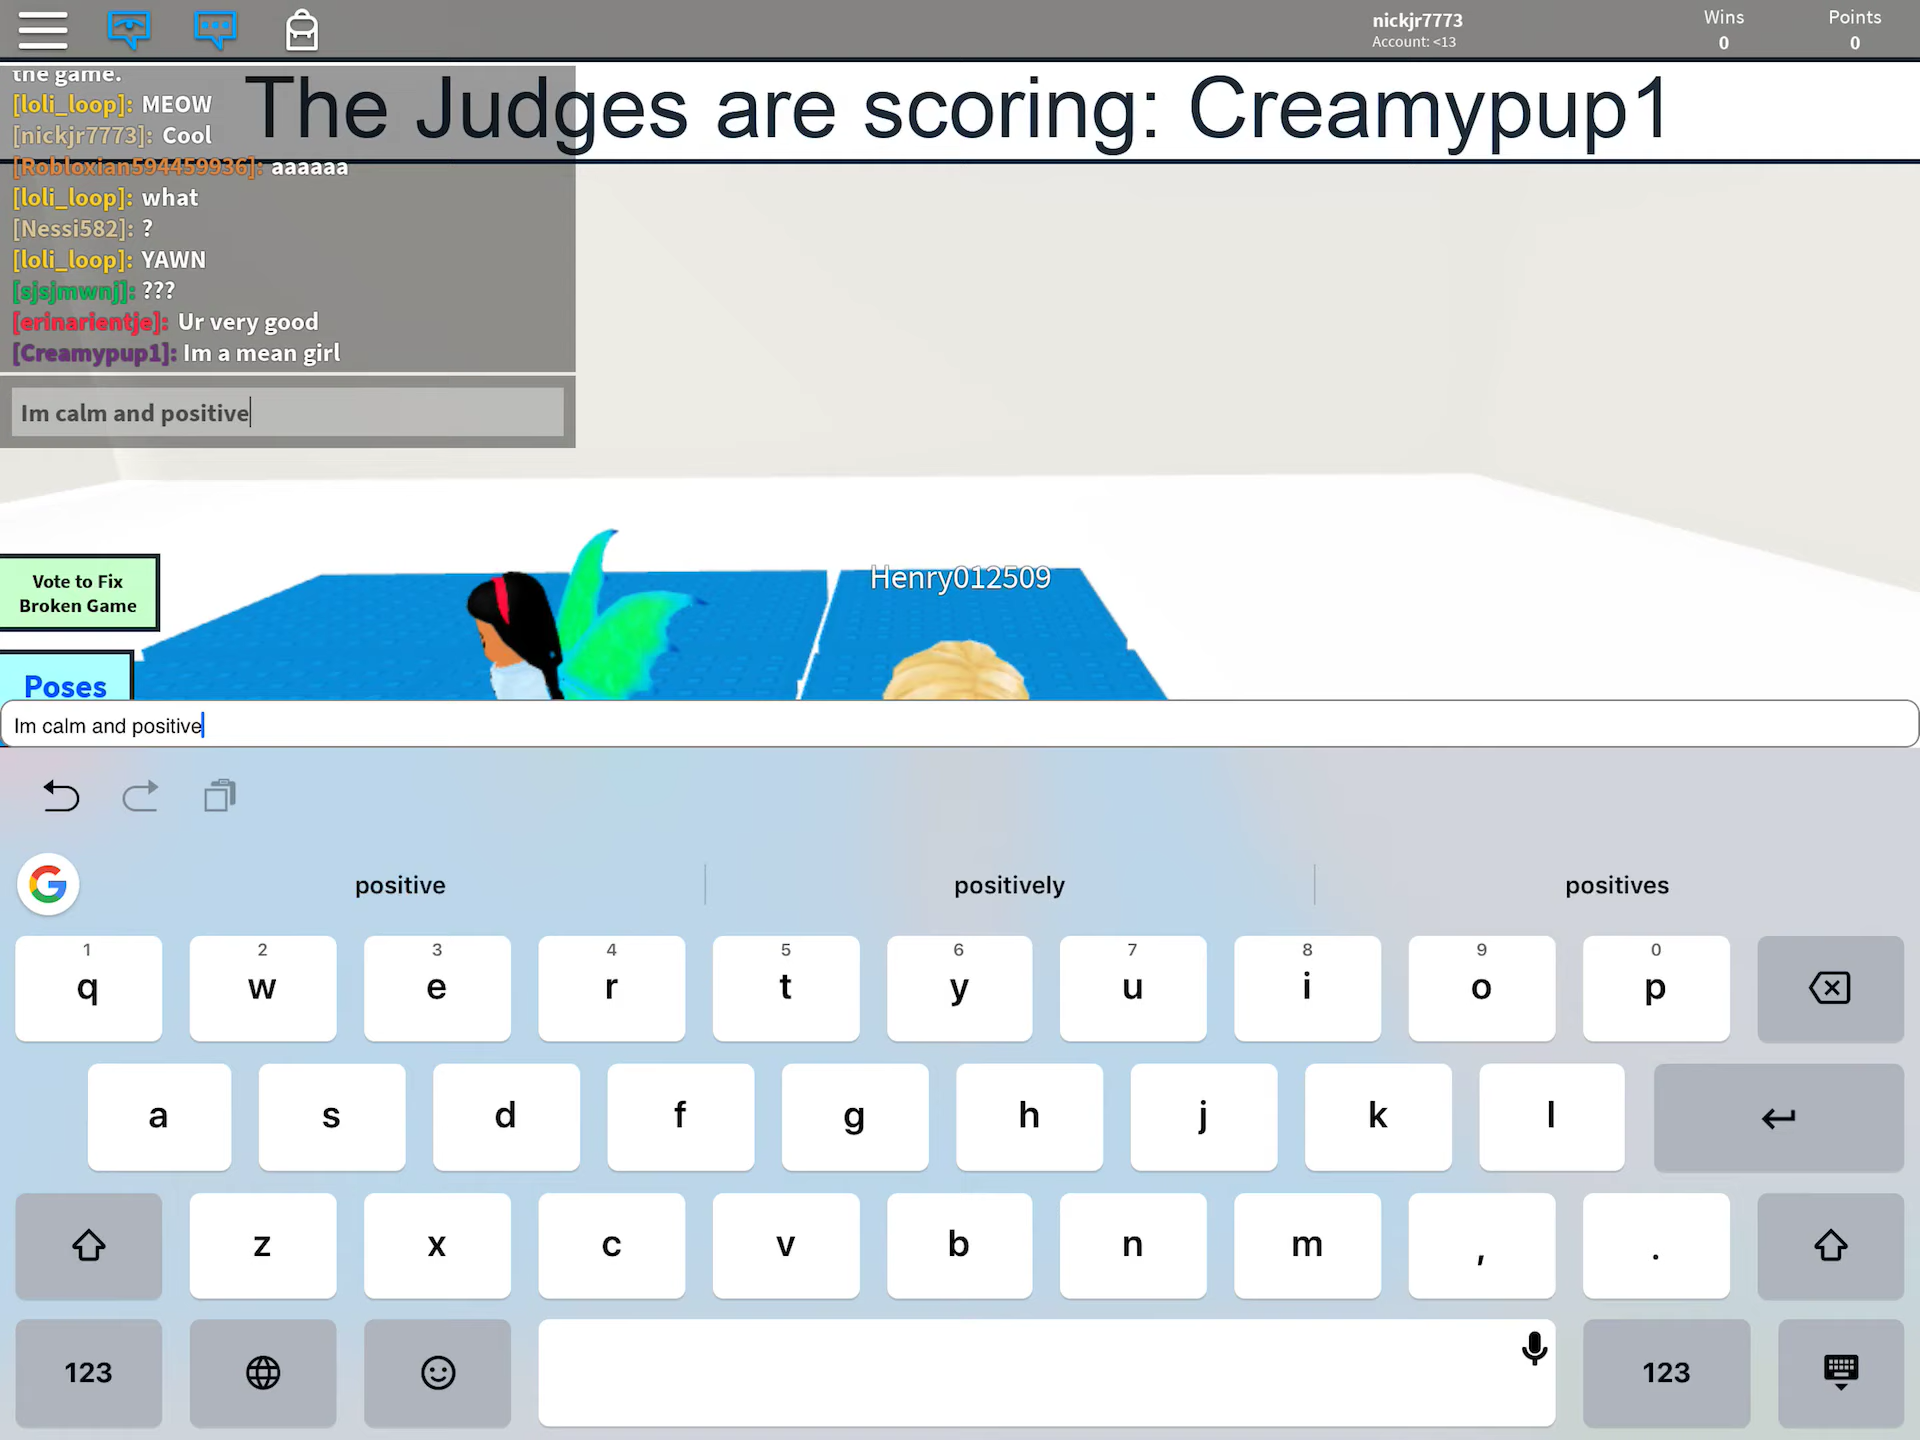 nickjr7773
Account: <13
Wins
0
Points
0
The Judges are scoring: Creamypup1
the game.
[loli_loop]: MEOW
[nickjr7773]: Cool
[Robloxian594459936]: aaaaaa
[loli_loop]: what
[Nessi582]: ?
[loli_loop]: YAWN
[sjsjmwnj]: ???
[erinarientje]: Ur very good
[Creamypup1]: Im a mean girl
Im calm and positive
Henry012509
Vote to Fix
Broken Game
Poses
Im calm and positive
positive positively positives
1 2 3 4 5 6 7 8 9 0
q w e r t y u i o p
a s d f g h j k l
z x c v b n m , .
123 123